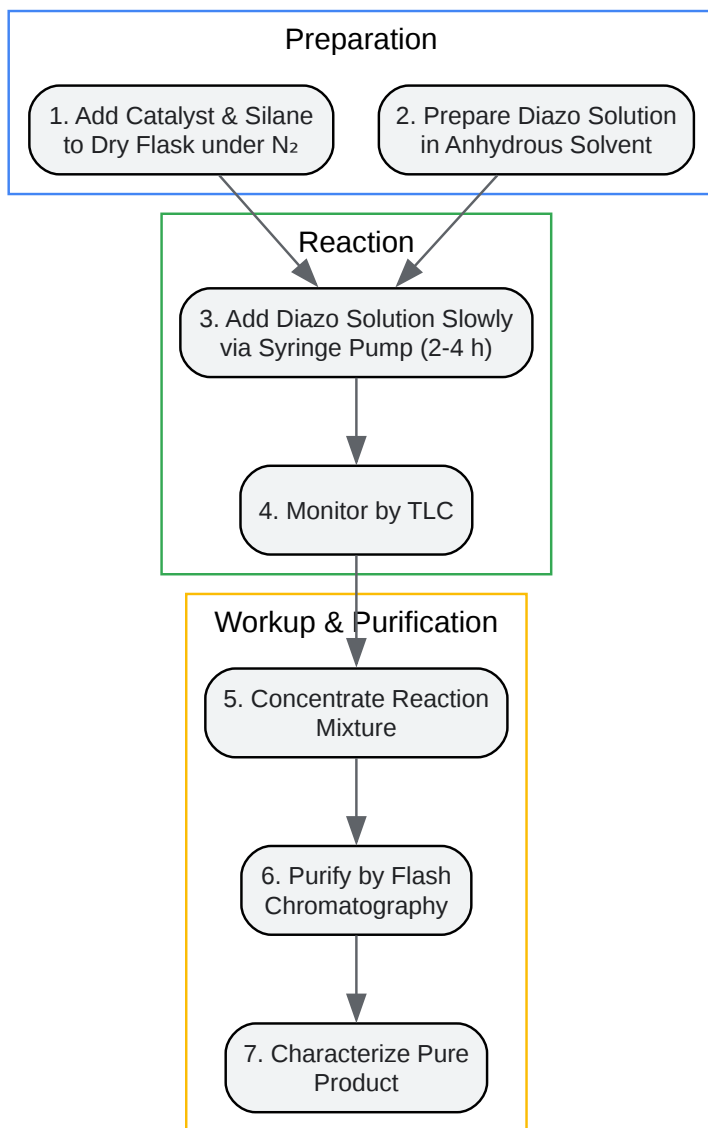 Preparation
1. Add Catalyst & Silane
to Dry Flask under N₂
2. Prepare Diazo Solution
in Anhydrous Solvent
Reaction
3. Add Diazo Solution Slowly
via Syringe Pump (2-4 h)
4. Monitor by TLC
Workup & Purification
5. Concentrate Reaction
Mixture
6. Purify by Flash
Chromatography
7. Characterize Pure
Product